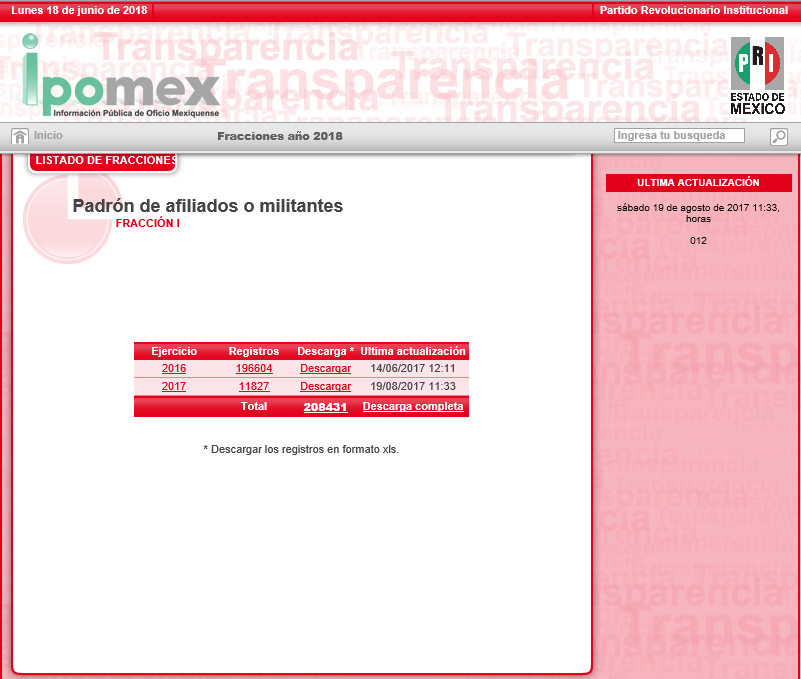 Lunes 18 de junio de 2018
Partido Revolucionario Institucional
Transparencia
ipomex
Información Pública de Oficio Mexiquense
PRI
ESTADO DE
MEXICO
Inicio
Fracciones año 2018
Ingresa tu busqueda
LISTADO DE FRACCIONES
Padrón de afiliados o militantes
FRACCIÓN I
ULTIMA ACTUALIZACIÓN
sábado 19 de agosto de 2017 11:33,
horas
012
Ejercicio Registros Descarga * Ultima actualización
2016 196604 Descargar 14/06/2017 12:11
2017 11827 Descargar 19/08/2017 11:33
Total 208431 Descarga completa
* Descargar los registros en formato xls.